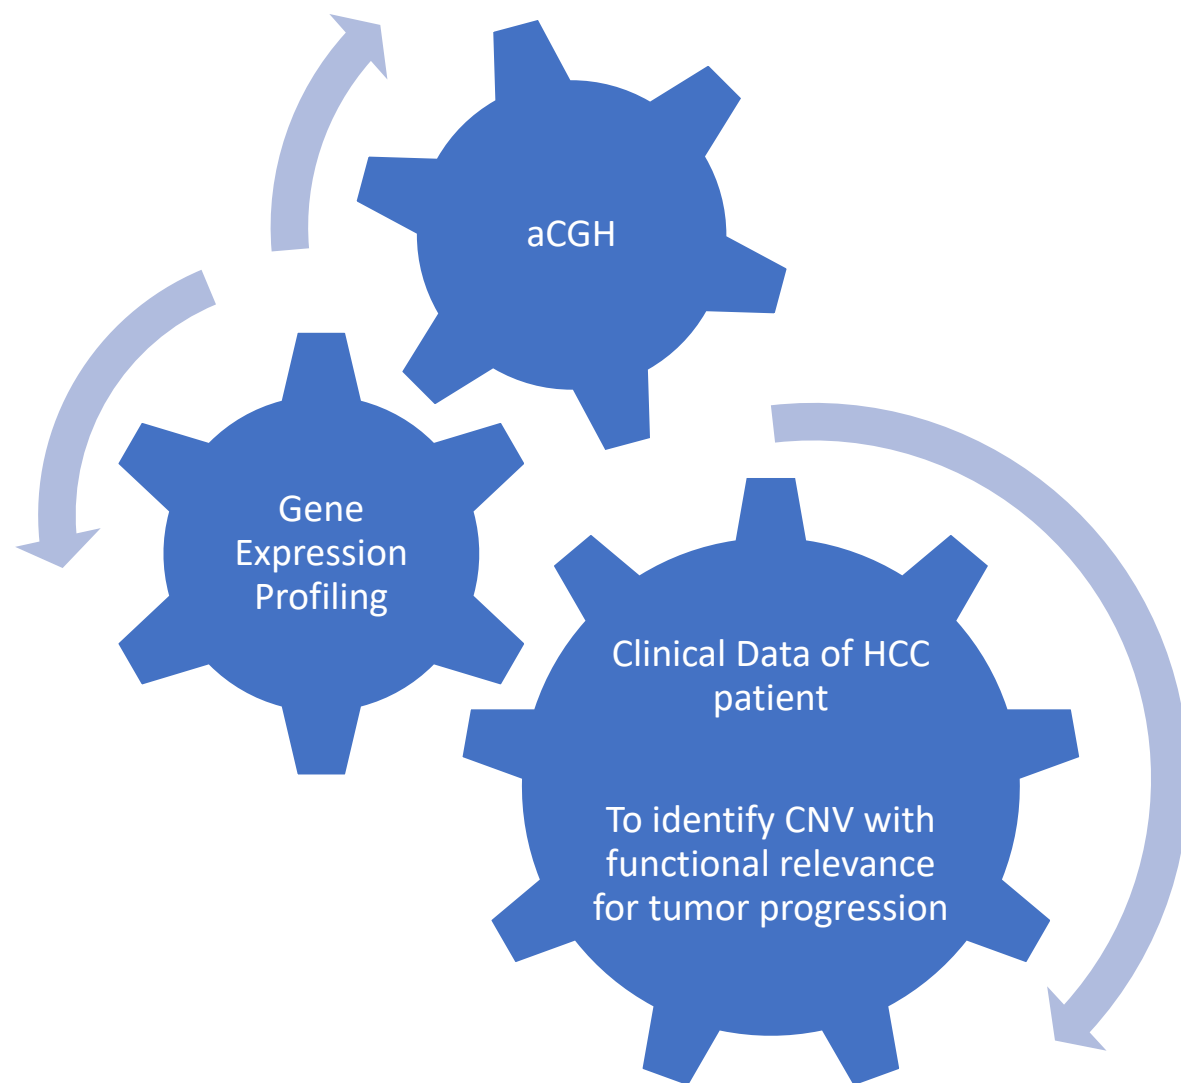 aCGH
Gene
Expression
Profiling
Clinical Data of HCC
patient
To identify CNV with
functional relevance
for tumor progression